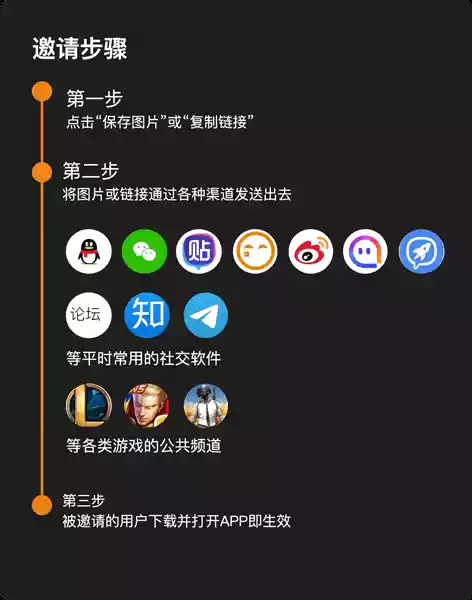 邀请步骤
第一步
点击“保存图片”或“复制链接”
第二步
将图片或链接通过各种渠道发送出去
贴
论坛
知
等平时常用的社交软件
5V5
等各类游戏的公共频道
第三步
被邀请的用户下载并打开APP即生效